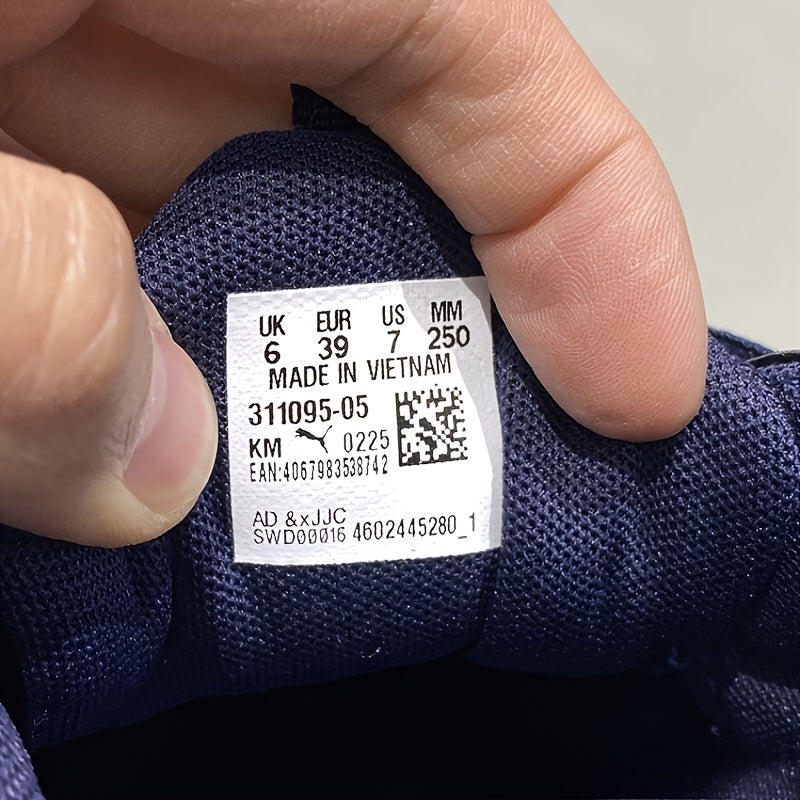 UK EUR US MM
6 39 7 250
MADE IN VIETNAM
311095-05
KM 0225
EAN:4067983538742
AD &xJJC
SWD00016 4602445280_1